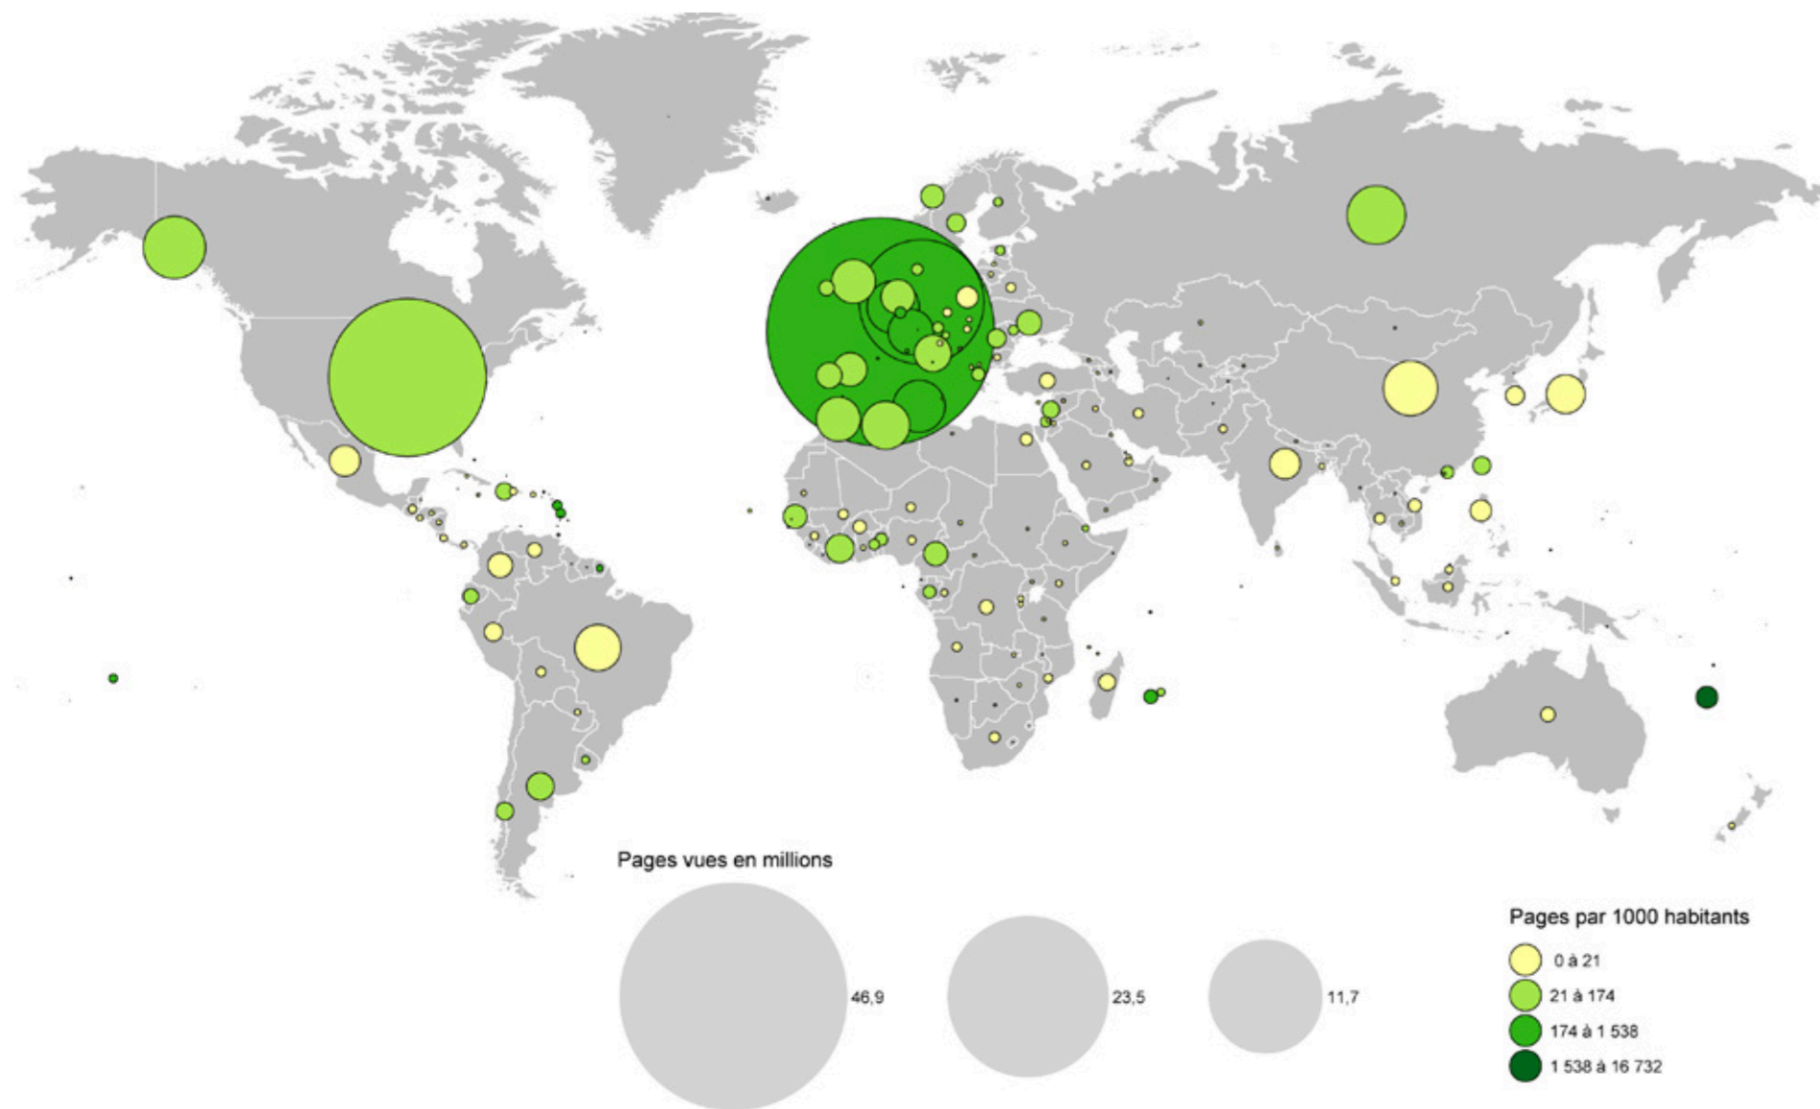 Pages vues en millions
46,9
23,5
11,7
Pages par 1000 habitants
0 à 21
21 à 174
174 à 1 538
1 538 à 16 732